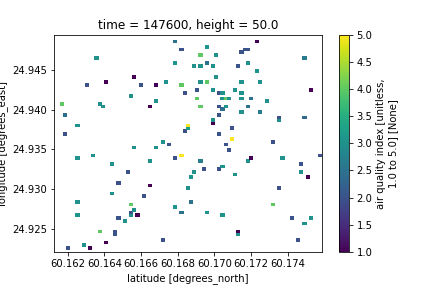 time = 147600, height = 50.0
24.945
24.940
24.935
24.930
24.925
longitude [degrees_east]
60.162 60.164 60.166 60.168 60.170 60.172 60.174
latitude [degrees_north]
5.0
4.5
4.0
3.5
3.0
2.5
2.0
1.5
1.0
air quality index [unitless,
1.0 to 5.0] [None]